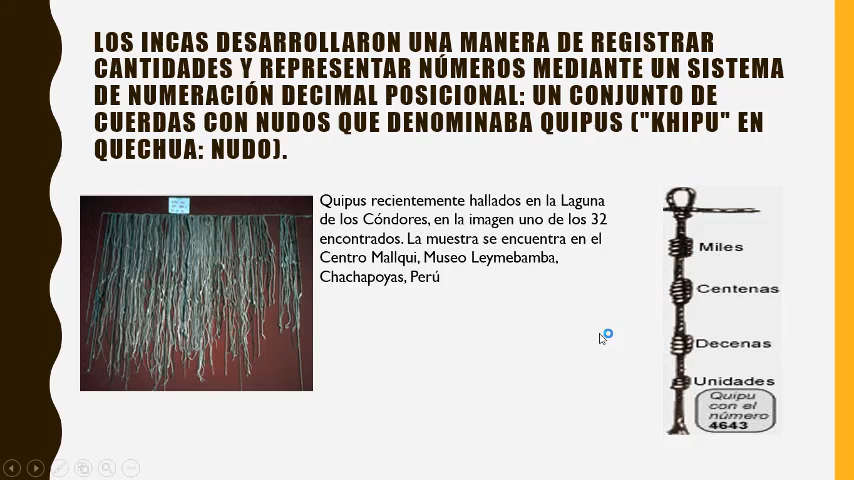 LOS INCAS DESARROLLARON UNA MANERA DE REGISTRAR
CANTIDADES Y REPRESENTAR NÚMEROS MEDIANTE UN SISTEMA
DE NUMERACIÓN DECIMAL POSICIONAL: UN CONJUNTO DE
CUERDAS CON NUDOS QUE DENOMINABA QUIPUS ("KHIPU" EN
QUECHUA: NUDO).
Quipus recientemente hallados en la Laguna
de los Cóndores, en la imagen uno de los 32
encontrados. La muestra se encuentra en el
Centro Mallqui, Museo Leymebamba,
Chachapoyas, Perú
Miles
Centenas
Decenas
Unidades
Quipu
con el
número
4643